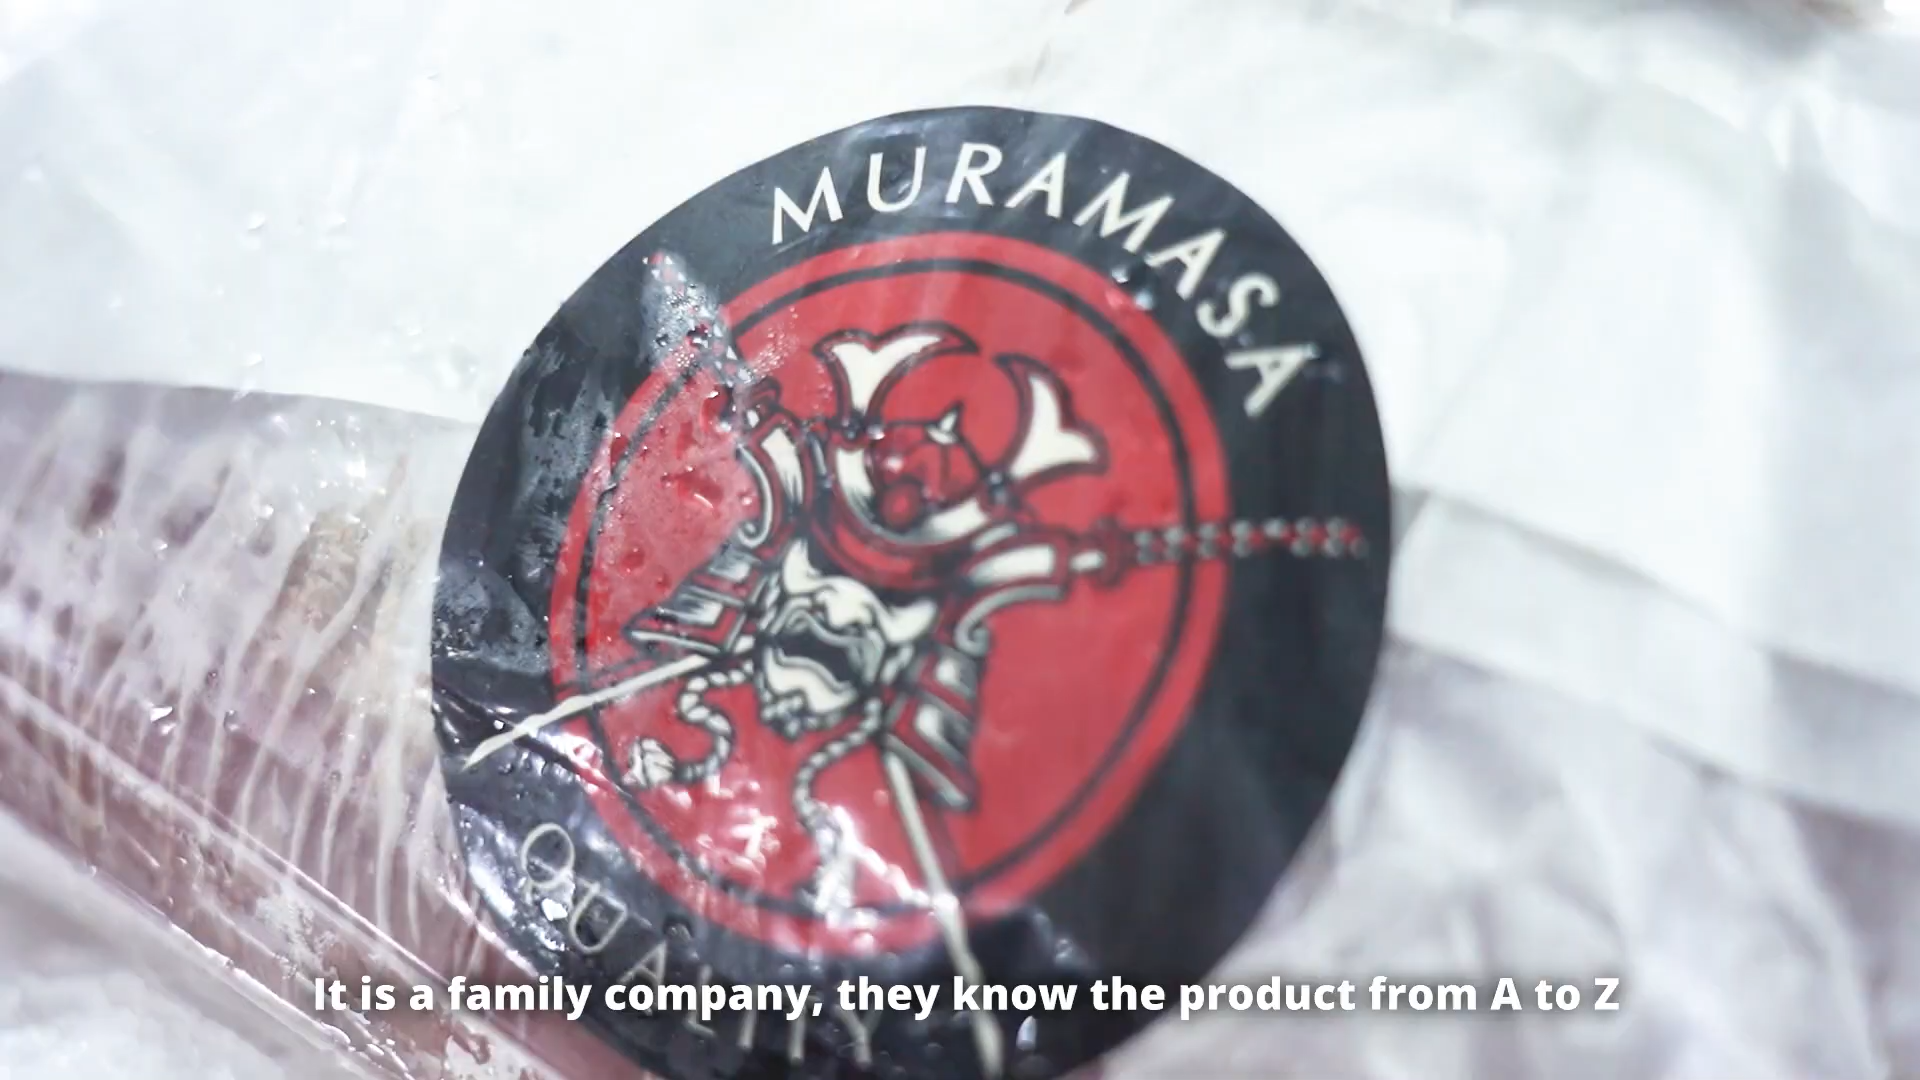 MURAMASA
QUALITY
It is a family company, they know the product from A to Z